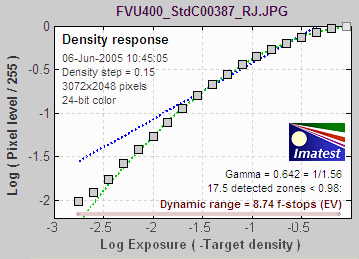 FVU400_StdC00387_RJ.JPG
Density response
06-Jun-2005 10:45:05
Density step = 0.15
3072x2048 pixels
24-bit color
Imatest
Gamma = 0.642 = 1/1.56
17.5 detected zones < 0.98:
Dynamic range = 8.74 f-stops (EV)
Log ( Pixel level / 255 )
0
-0.5
-1
-1.5
-2
-3 -2.5 -2 -1.5 -1 -0.5 0
Log Exposure ( -Target density )